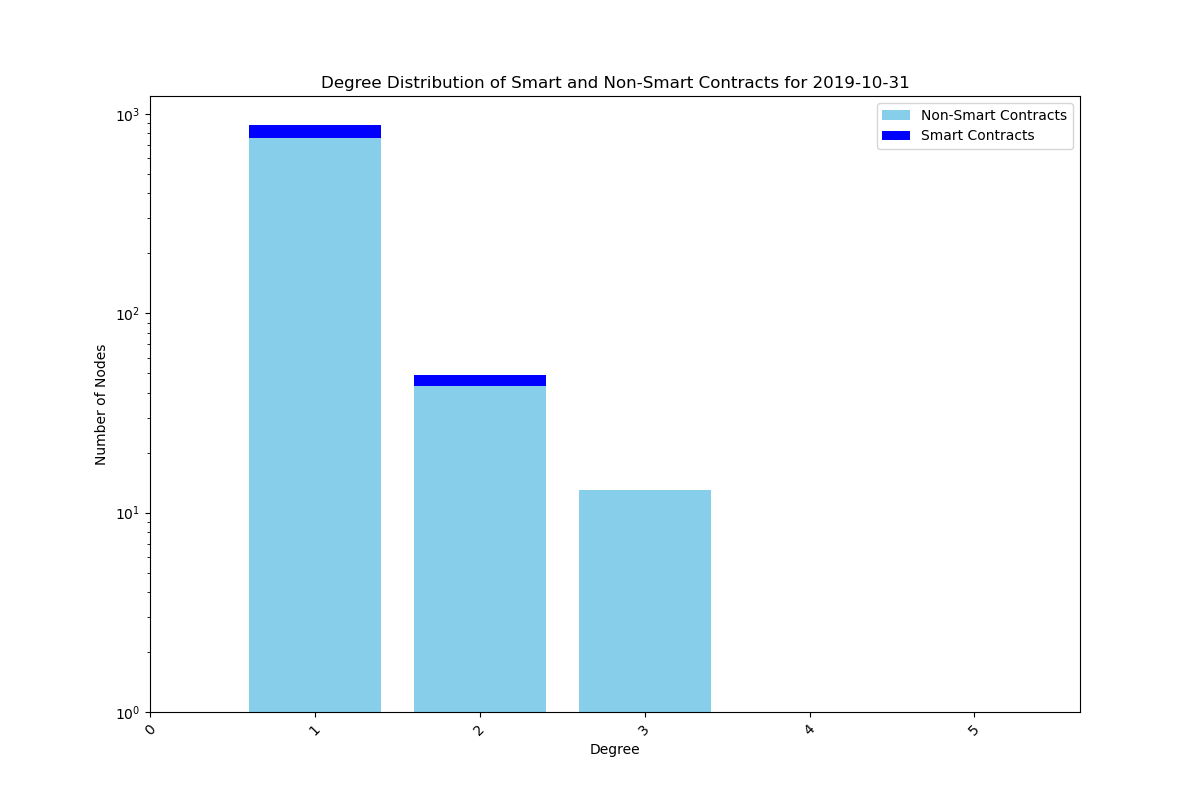 Degree Distribution of Smart and Non-Smart Contracts for 2019-10-31
Non-Smart Contracts
Smart Contracts
Number of Nodes
10³
10²
10¹
10⁰
0 1 2 3 4 5
Degree